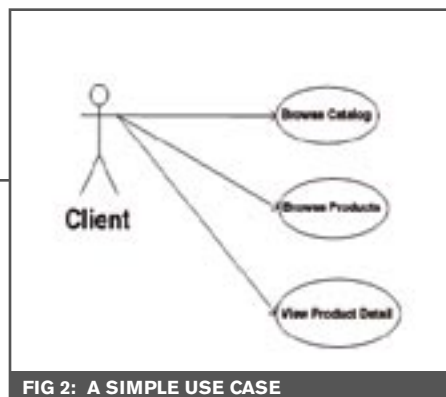 Browse Catalog
Browse Products
Client
View Product Detail
FIG 2: A SIMPLE USE CASE